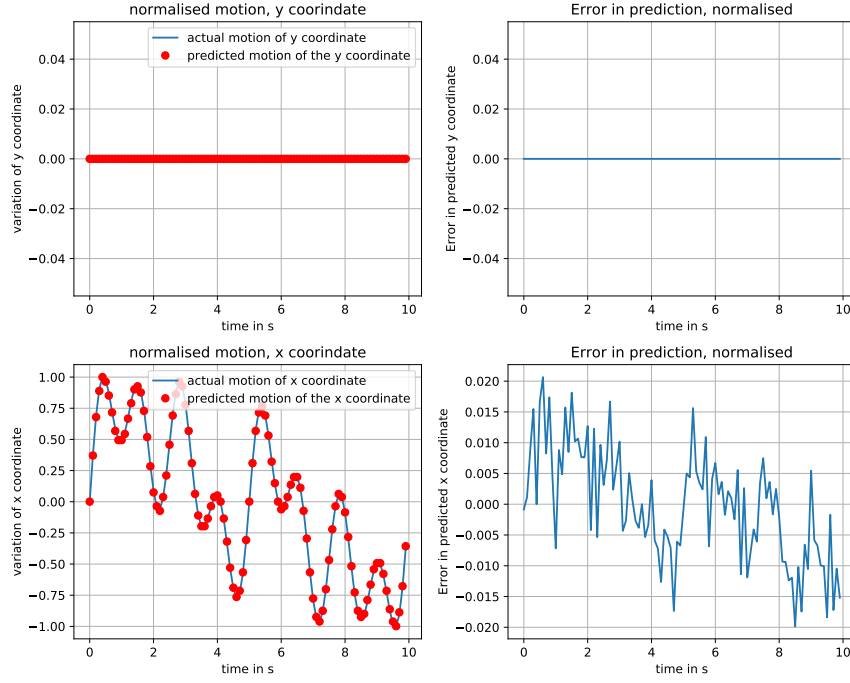 normalised motion, y coorindate
actual motion of y coordinate
predicted motion of the y coordinate
variation of y coordinate
0.04
0.02
0.00
−0.02
−0.04
0 2 4 6 8 10
time in s
Error in prediction, normalised
Error in predicted y coordinate
0.04
0.02
0.00
−0.02
−0.04
0 2 4 6 8 10
time in s
normalised motion, x coorindate
actual motion of x coordinate
predicted motion of the x coordinate
variation of x coordinate
1.00
0.75
0.50
0.25
0.00
−0.25
−0.50
−0.75
−1.00
0 2 4 6 8 10
time in s
Error in prediction, normalised
Error in predicted x coordinate
0.020
0.015
0.010
0.005
0.000
−0.005
−0.010
−0.015
−0.020
0 2 4 6 8 10
time in s